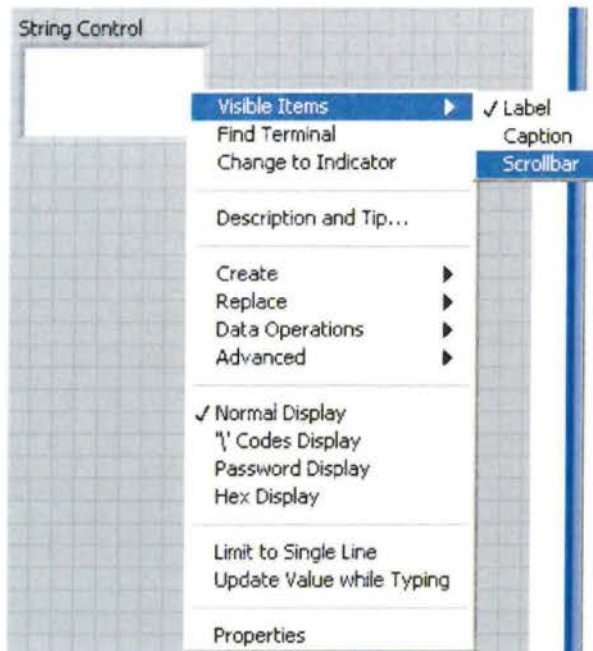 String Control
Visible Items
✓ Label
Find Terminal
Caption
Change to Indicator
Scrollbar
Description and Tip...
Create
Replace
Data Operations
Advanced
✓ Normal Display
'\' Codes Display
Password Display
Hex Display
Limit to Single Line
Update Value while Typing
Properties